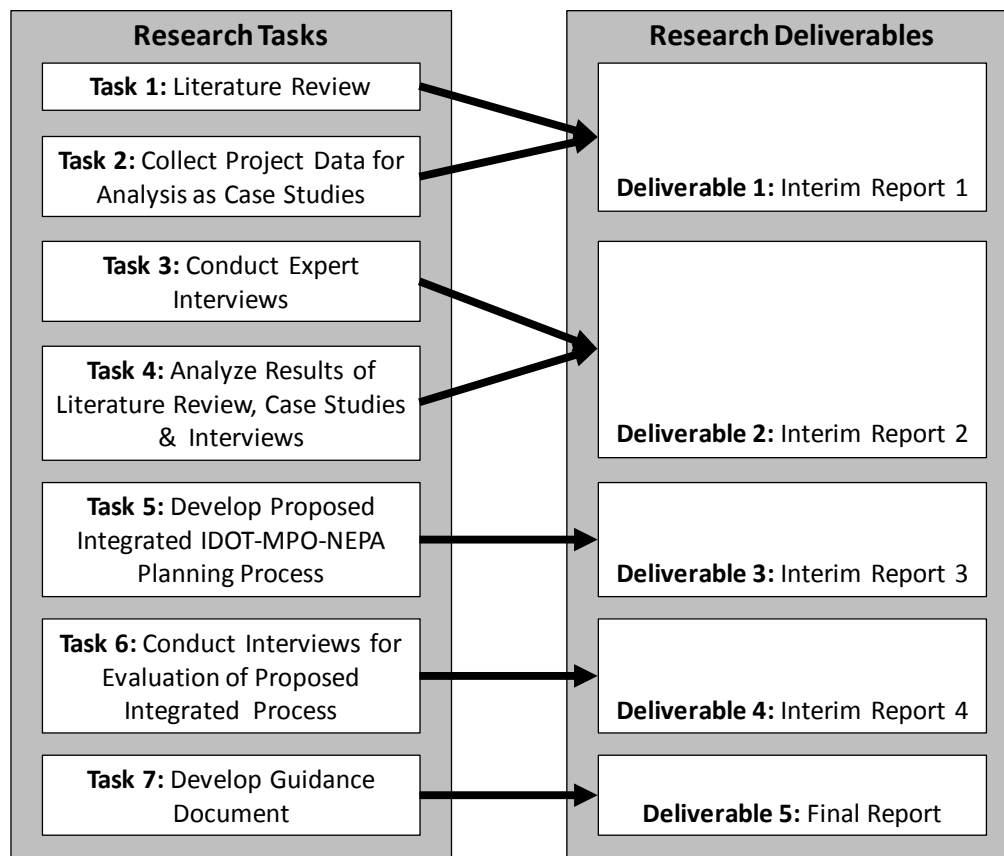 Research Tasks
Task 1: Literature Review
Task 2: Collect Project Data for
Analysis as Case Studies
Task 3: Conduct Expert
Interviews
Task 4: Analyze Results of
Literature Review, Case Studies
& Interviews
Task 5: Develop Proposed
Integrated IDOT-MPO-NEPA
Planning Process
Task 6: Conduct Interviews for
Evaluation of Proposed
Integrated Process
Task 7: Develop Guidance
Document
Research Deliverables
Deliverable 1: Interim Report 1
Deliverable 2: Interim Report 2
Deliverable 3: Interim Report 3
Deliverable 4: Interim Report 4
Deliverable 5: Final Report